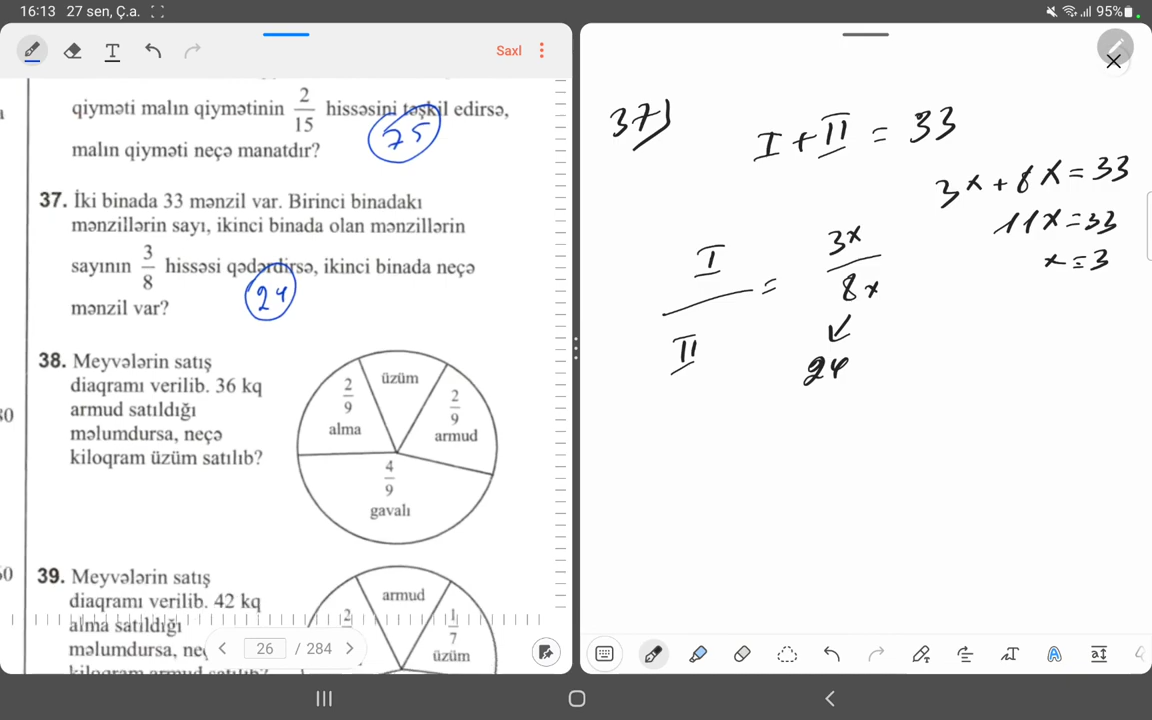 16:13 27 sen, Ç.a.
95%
T
Saxl
qiyməti malın qiymətinin 2/15 hissəsini təşkil edirsə,
malın qiyməti neçə manatdır?
75
37. İki binada 33 mənzil var. Birinci binadakı
mənzillərin sayı, ikinci binada olan mənzillərin
sayının 3/8 hissəsi qədərdirsə, ikinci binada neçə
mənzil var?
24
38. Meyvələrin satış
diaqramı verilib. 36 kq
armud satıldığı
məlumdursa, neçə
kiloqram üzüm satılıb?
üzüm
2/9
alma
2/9
armud
4/9
gavalı
39. Meyvələrin satış
diaqramı verilib. 42 kq
alma satıldığı
məlumdursa, neç
armud
2
1/7
üzüm
26 / 284
37)
I + II = 33
3x + 8x = 33
11x = 33
x = 3
I/II = 3x/8x
24